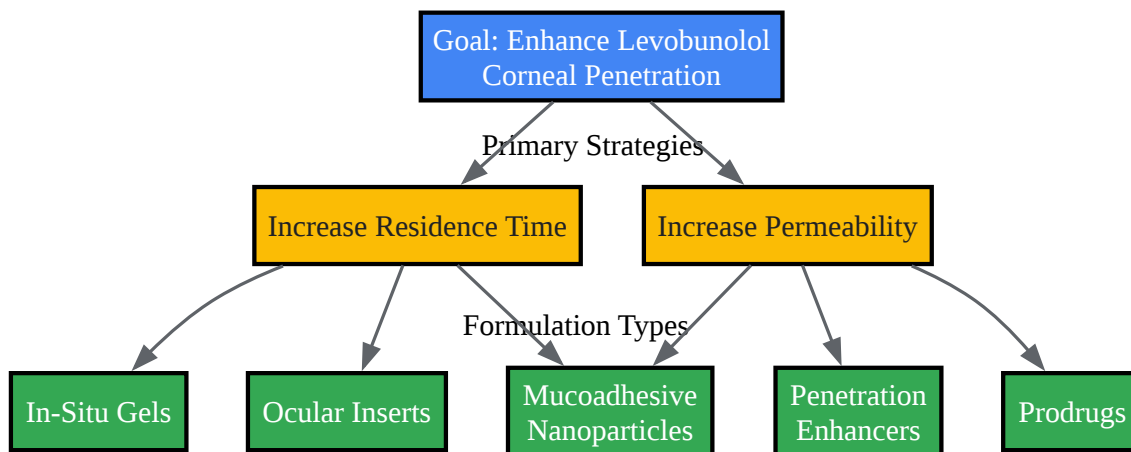 Goal: Enhance Levobunolol
Corneal Penetration
Primary Strategies
Increase Residence Time
Increase Permeability
Formulation Types
In-Situ Gels
Ocular Inserts
Mucoadhesive
Nanoparticles
Penetration
Enhancers
Prodrugs